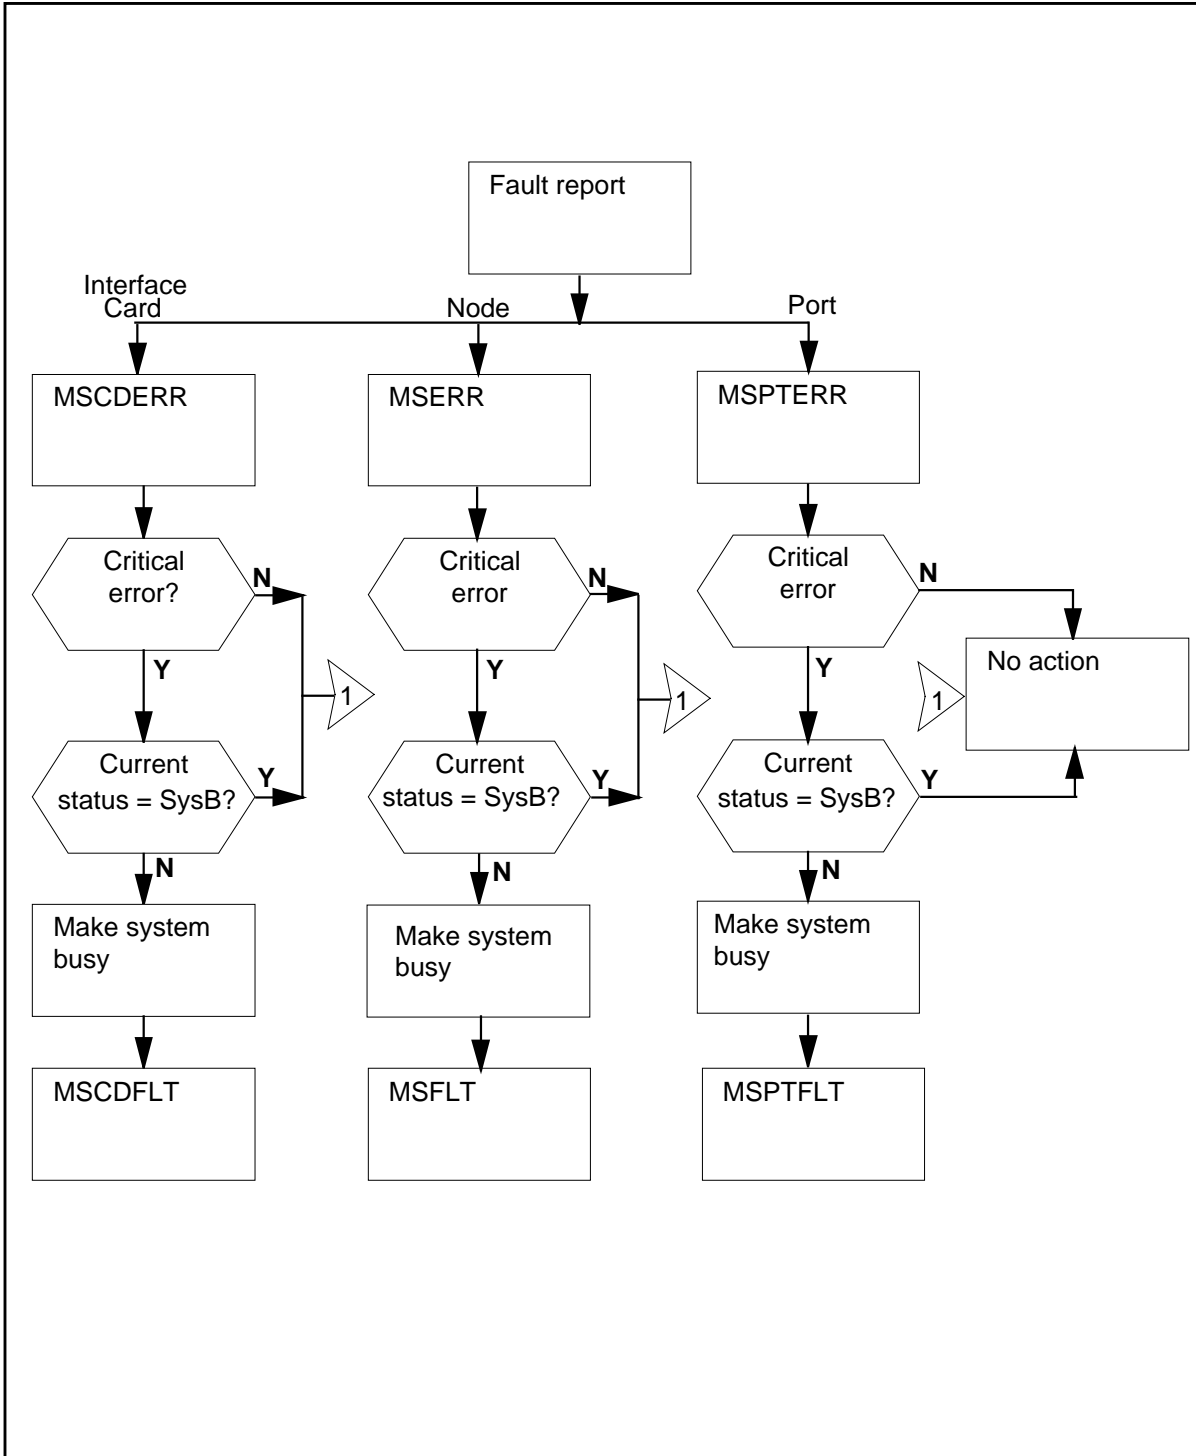 Fault report
Interface
Card
Node
Port
MSCDERR
MSERR
MSPTERR
Critical
error?
N
Critical
error
N
Critical
error
N
Y
Y
Y
1
1
1
No action
Current
status = SysB?
Y
Current
status = SysB?
Y
Current
status = SysB?
Y
N
N
N
Make system
busy
Make system
busy
Make system
busy
MSCDFLT
MSFLT
MSPTFLT